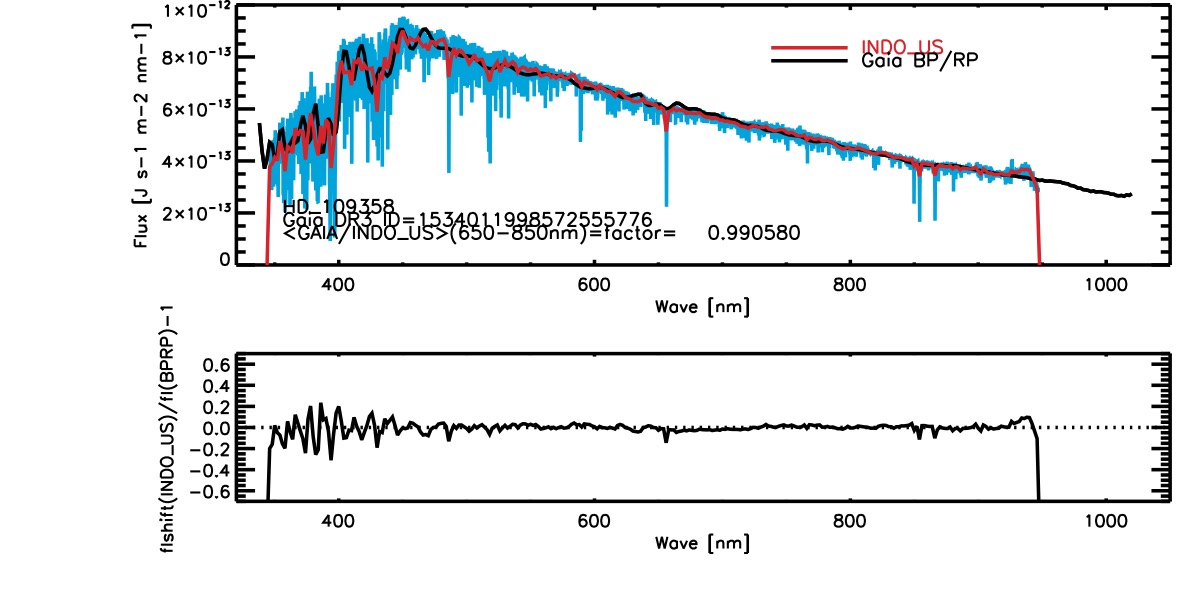 1×10−12
8×10−13
6×10−13
4×10−13
2×10−13
0
Flux [J s−1 m−2 nm−1]
INDO_US
Gaia BP/RP
HD_109358
Gaia DR3 ID=1534011998572555776
<GAIA/INDO_US>(650−850nm)=factor= 0.990580
400 600 800 1000
Wave [nm]
flshift(INDO_US)/fl(BPRP)−1
0.6
0.4
0.2
0.0
−0.2
−0.4
−0.6
400 600 800 1000
Wave [nm]